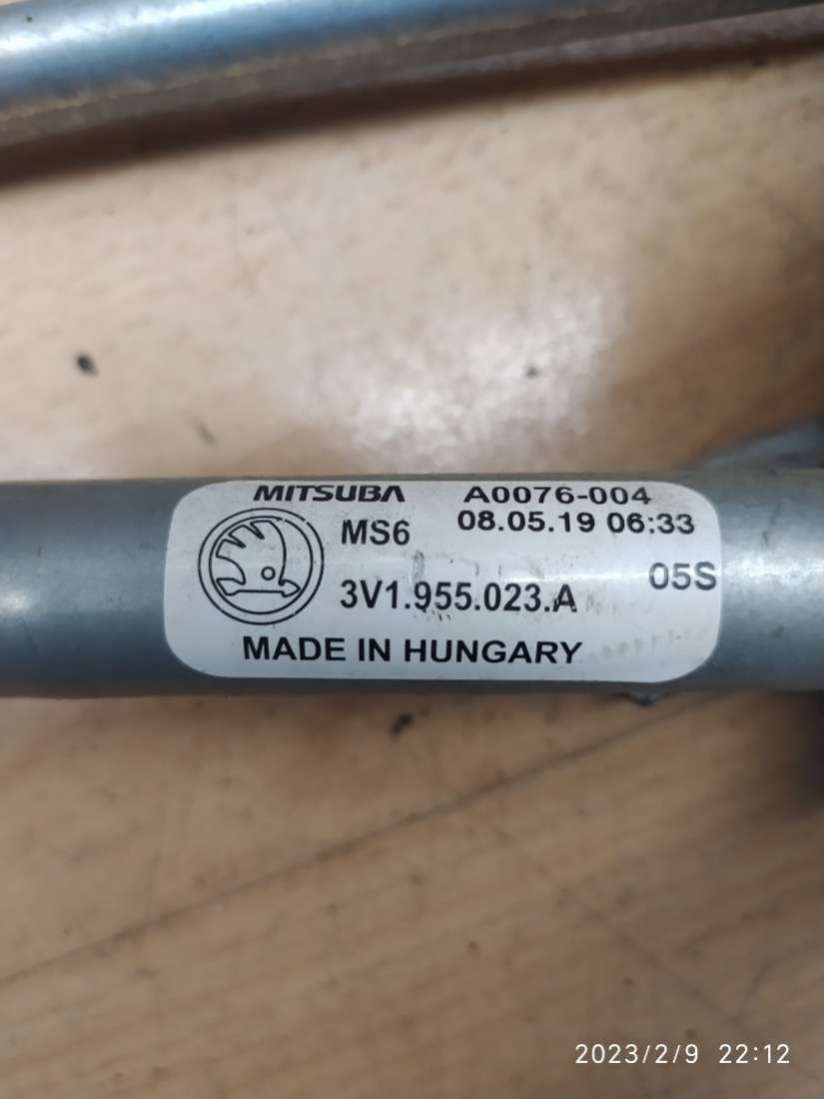 MITSUBA A0076-004
MS6 08.05.19 06:33
3V1.955.023.A 05S
MADE IN HUNGARY
2023/2/9 22:12